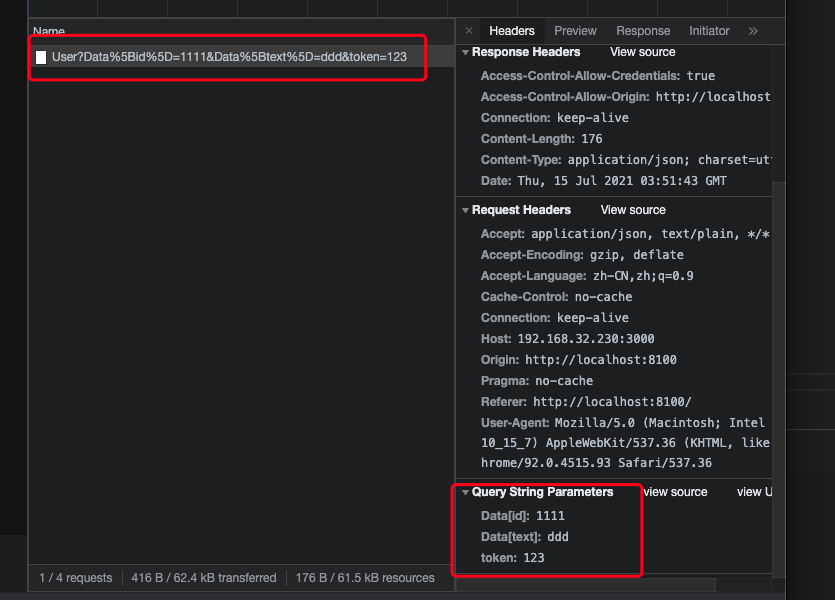 Name
User?Data%5Bid%5D=1111&Data%5Btext%5D=ddd&token=123
1 / 4 requests 416 B / 62.4 kB transferred 176 B / 61.5 kB resources
× Headers Preview Response Initiator »
Response Headers View source
Access-Control-Allow-Credentials: true
Access-Control-Allow-Origin: http://localhost
Connection: keep-alive
Content-Length: 176
Content-Type: application/json; charset=ut
Date: Thu, 15 Jul 2021 03:51:43 GMT
Request Headers View source
Accept: application/json, text/plain, */*
Accept-Encoding: gzip, deflate
Accept-Language: zh-CN,zh;q=0.9
Cache-Control: no-cache
Connection: keep-alive
Host: 192.168.32.230:3000
Origin: http://localhost:8100
Pragma: no-cache
Referer: http://localhost:8100/
User-Agent: Mozilla/5.0 (Macintosh; Intel
10_15_7) AppleWebKit/537.36 (KHTML, like
hrome/92.0.4515.93 Safari/537.36
Query String Parameters view source view U
Data[id]: 1111
Data[text]: ddd
token: 123